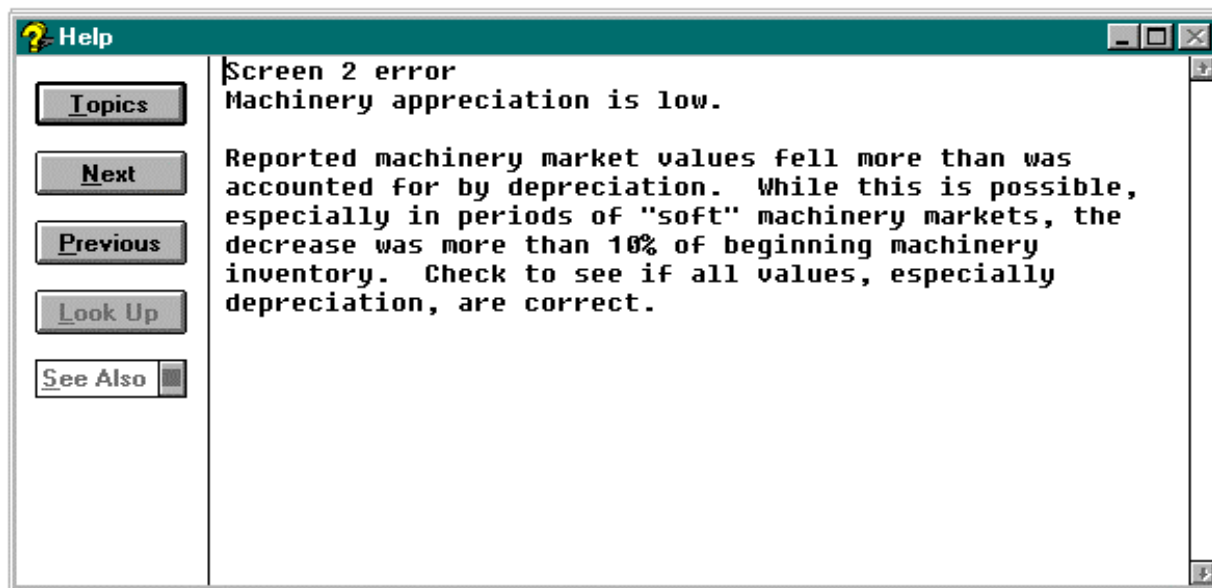 Help
Topics
Next
Previous
Look Up
See Also
Screen 2 error
Machinery appreciation is low.
Reported machinery market values fell more than was
accounted for by depreciation.  While this is possible,
especially in periods of "soft" machinery markets, the
decrease was more than 10% of beginning machinery
inventory.  Check to see if all values, especially
depreciation, are correct.